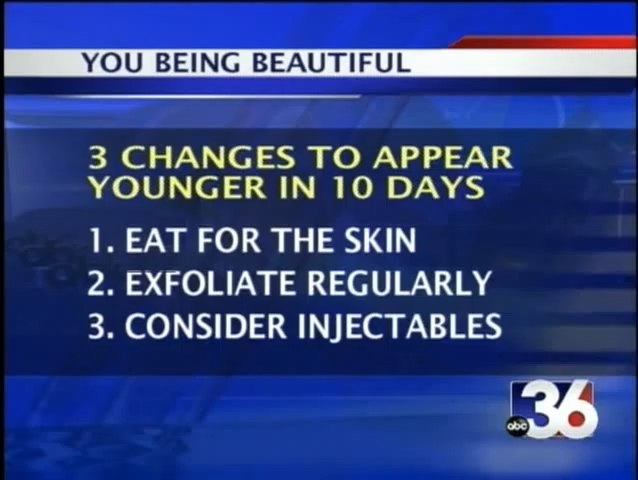 YOU BEING BEAUTIFUL
3 CHANGES TO APPEAR
YOUNGER IN 10 DAYS
1. EAT FOR THE SKIN
2. EXFOLIATE REGULARLY
3. CONSIDER INJECTABLES
abc 36